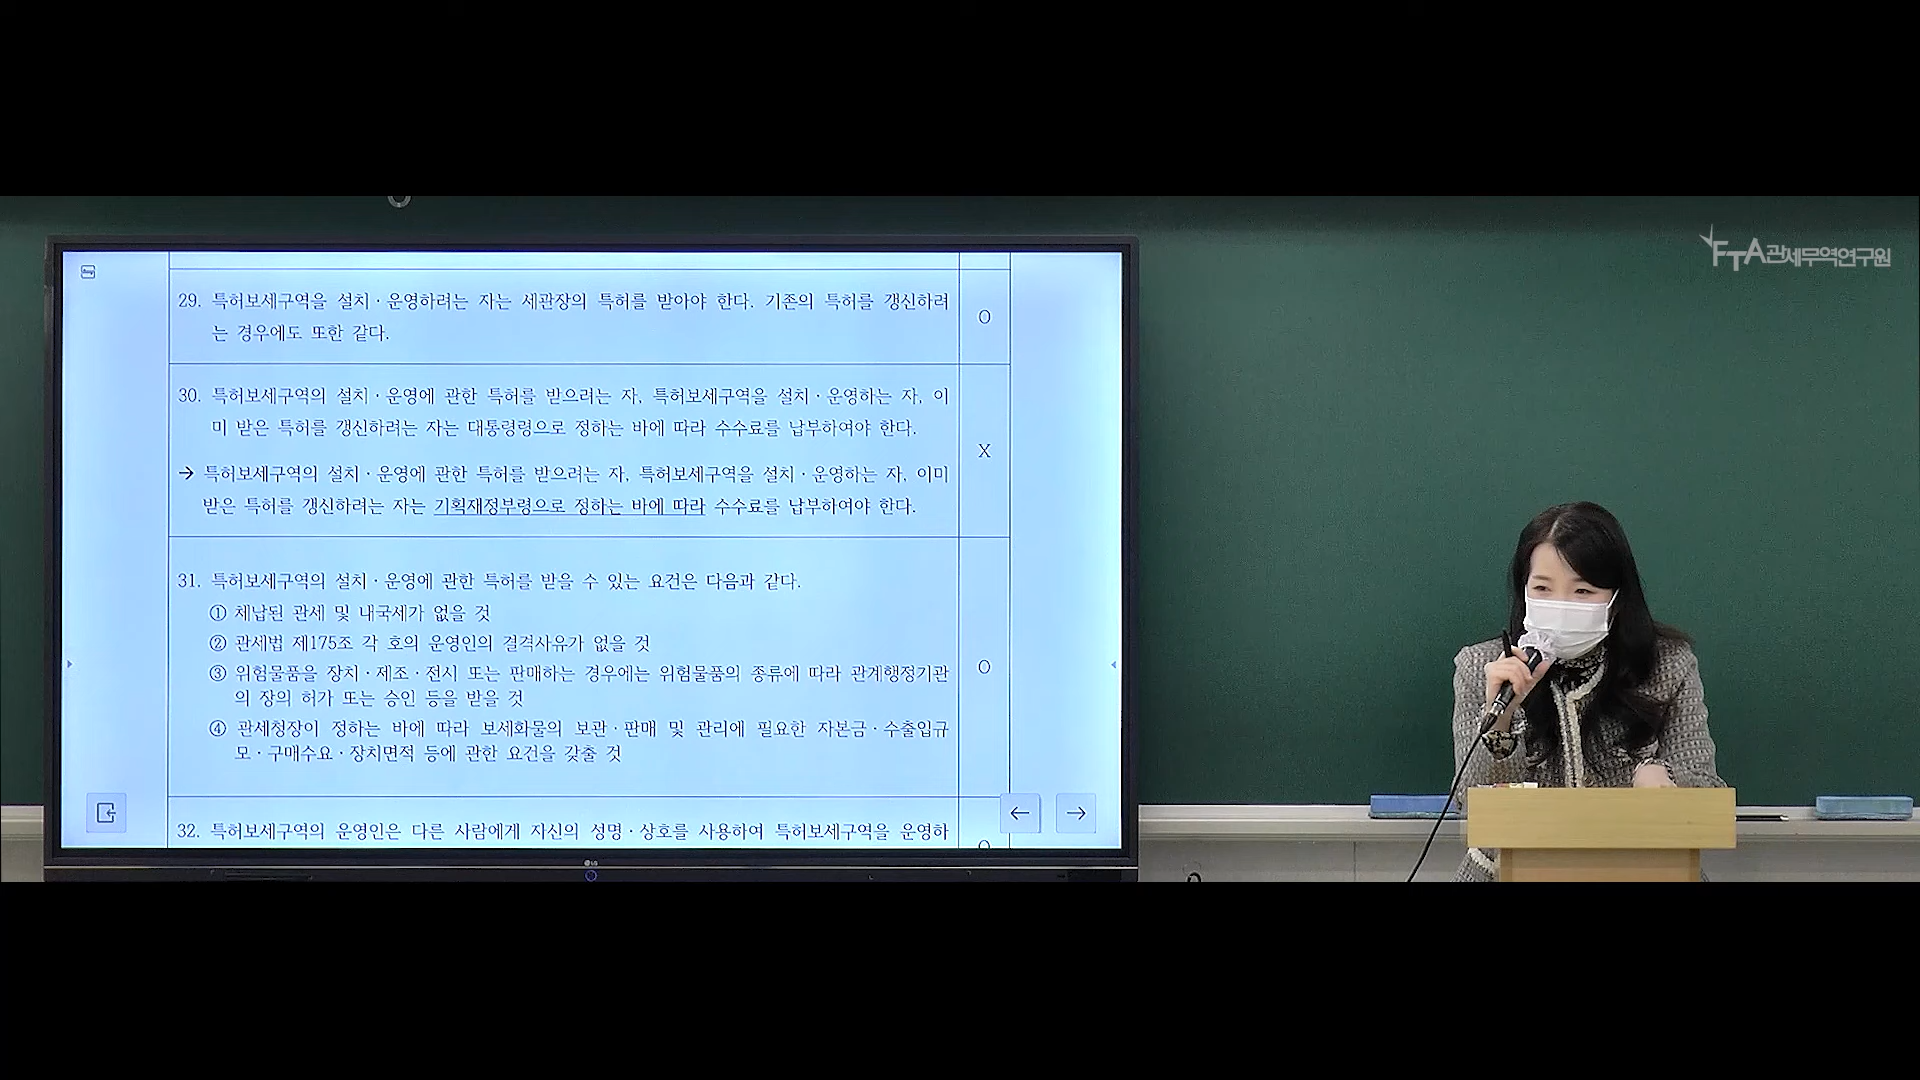 FTA관세무역연구원
29. 특허보세구역을 설치·운영하려는 자는 세관장의 특허를 받아야 한다. 기존의 특허를 갱신하려
는 경우에도 또한 같다.
O
30. 특허보세구역의 설치·운영에 관한 특허를 받으려는 자, 특허보세구역을 설치·운영하는 자, 이
미 받은 특허를 갱신하려는 자는 대통령령으로 정하는 바에 따라 수수료를 납부하여야 한다.
X
→ 특허보세구역의 설치·운영에 관한 특허를 받으려는 자, 특허보세구역을 설치·운영하는 자, 이미
받은 특허를 갱신하려는 자는 기획재정부령으로 정하는 바에 따라 수수료를 납부하여야 한다.
31. 특허보세구역의 설치·운영에 관한 특허를 받을 수 있는 요건은 다음과 같다.
① 체납된 관세 및 내국세가 없을 것
② 관세법 제175조 각 호의 운영인의 결격사유가 없을 것
③ 위험물품을 장치·제조·전시 또는 판매하는 경우에는 위험물품의 종류에 따라 관계행정기관
의 장의 허가 또는 승인 등을 받을 것
O
④ 관세청장이 정하는 바에 따라 보세화물의 보관·판매 및 관리에 필요한 자본금·수출입규
모·구매수요·장치면적 등에 관한 요건을 갖출 것
32. 특허보세구역의 운영인은 다른 사람에게 자신의 성명·상호를 사용하여 특허보세구역을 운영하
O
LG